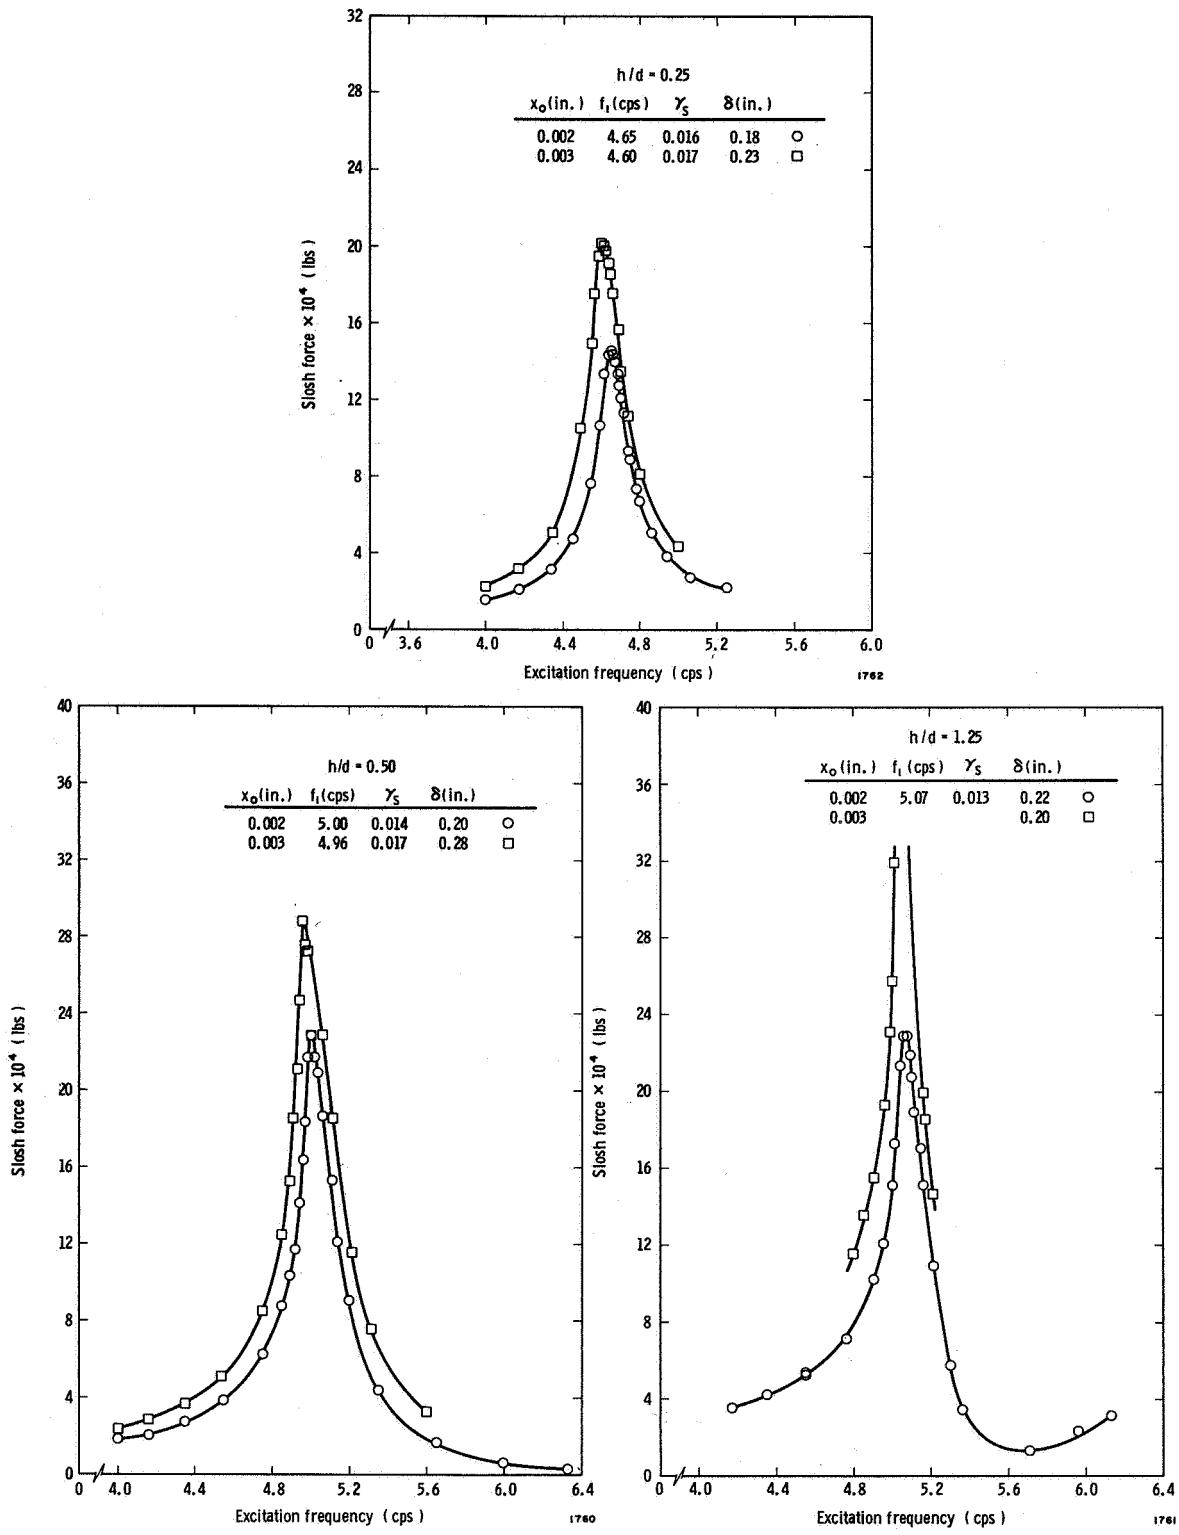 h/d = 0.25
x₀(in.) f₁(cps) γₛ δ(in.)
0.002 4.65 0.016 0.18
0.003 4.60 0.017 0.23
32
28
24
20
16
12
8
4
0
Slosh force × 10⁴ (lbs)
0 3.6 4.0 4.4 4.8 5.2 5.6 6.0
Excitation frequency (cps)
1762
h/d = 0.50
x₀(in.) f₁(cps) γₛ δ(in.)
0.002 5.00 0.014 0.20
0.003 4.96 0.017 0.28
40
36
32
28
24
20
16
12
8
4
0
Slosh force × 10⁴ (lbs)
0 4.0 4.4 4.8 5.2 5.6 6.0 6.4
Excitation frequency (cps)
1760
h/d = 1.25
x₀(in.) f₁(cps) γₛ δ(in.)
0.002 5.07 0.013 0.22
0.003 0.20
40
36
32
28
24
20
16
12
8
4
0
Slosh force × 10⁴ (lbs)
0 4.0 4.4 4.8 5.2 5.6 6.0 6.4
Excitation frequency (cps)
1761